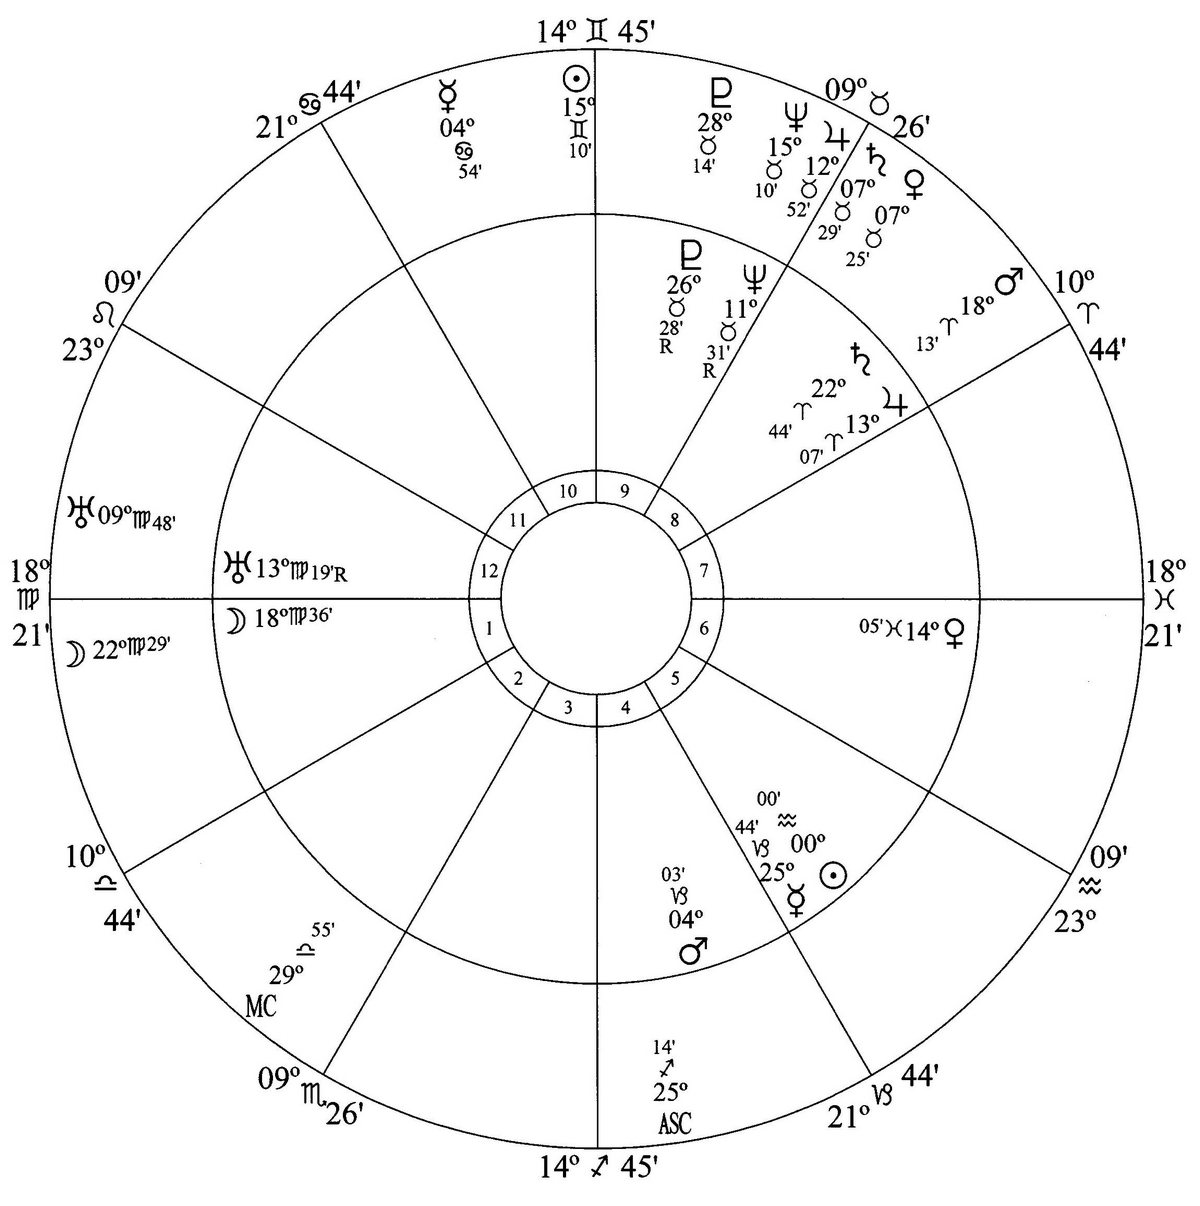 14º ♊ 45'
21º ♋ 44'
☿
04º
♋
54'
☉
15º
♊
10'
♇
28º
♉
14'
♆
15º
♉
10'
♃
12º
♉
52'
09º ♉ 26'
♄
07º
♉
29'
♀
07º
♉
25'
♂
18º
♈
13'
10º
♈
44'
09'
♌
23º
♇
26º
♉
28'
R
♆
11º
♉
31'
R
♄
22º
♈
44'
♃
13º
♈
07'
♅ 09º ♍ 48'
♅ 13º ♍ 19' R
10
9
11
8
12
7
1
6
2
5
3
4
18º
♍
21'
18º
♓
21'
☽ 18º ♍ 36'
☽ 22º ♍ 29'
05' ♓ 14º ♀
00'
♒
00º
☉
44'
♑
25º
☿
03'
♑
04º
♂
10º
♎
44'
09'
♒
23º
55'
♎
29º
MC
14'
♐
25º
ASC
09º ♏ 26'
44'
♑
21º
14º ♐ 45'